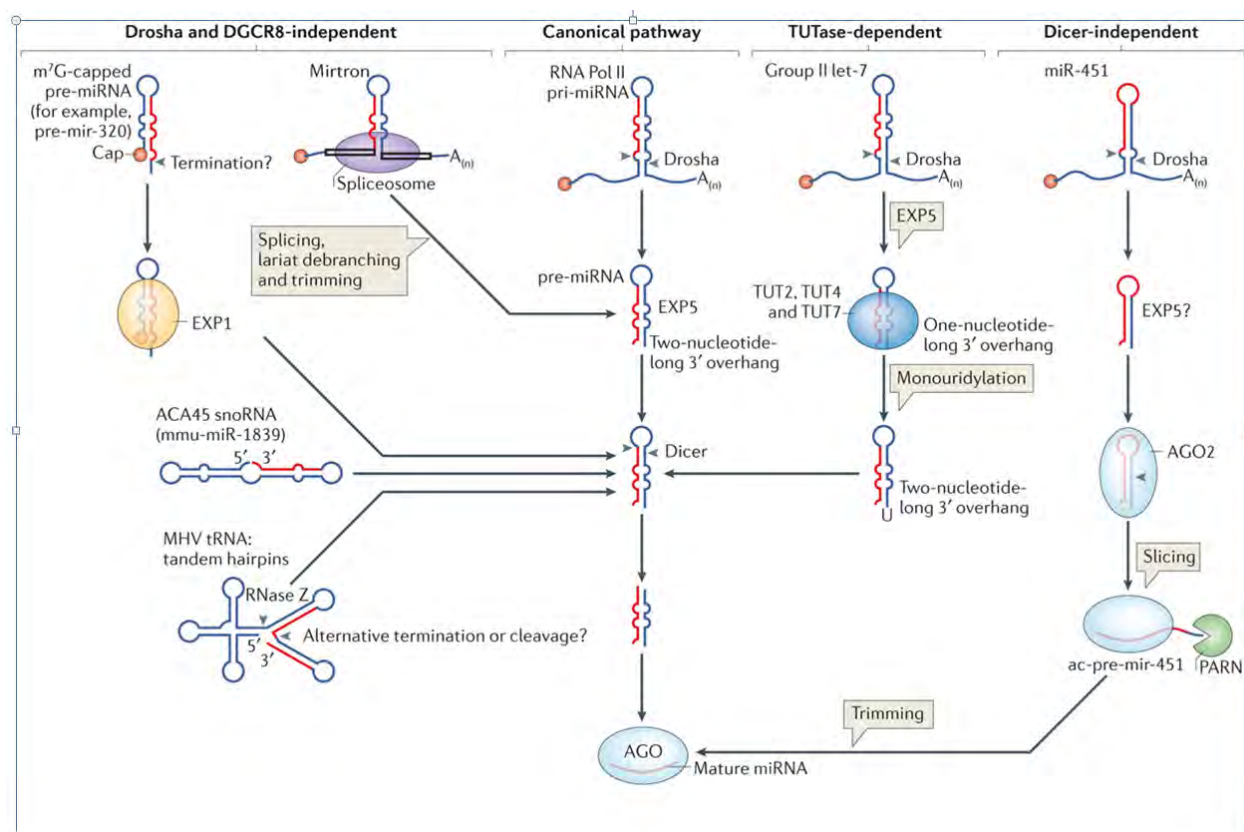 Drosha and DGCR8-independent
Canonical pathway
TUTase-dependent
Dicer-independent
m⁷G-capped
pre-miRNA
(for example,
pre-mir-320)
Cap
Termination?
Mirtron
A(n)
Spliceosome
RNA Pol II
pri-miRNA
Drosha
A(n)
Group II let-7
Drosha
A(n)
miR-451
Drosha
A(n)
Splicing,
lariat debranching
and trimming
EXP5
EXP1
pre-miRNA
EXP5
Two-nucleotide-
long 3′ overhang
TUT2, TUT4
and TUT7
One-nucleotide-
long 3′ overhang
EXP5?
Monouridylation
ACA45 snoRNA
(mmu-miR-1839)
5′ 3′
Dicer
Two-nucleotide-
long 3′ overhang
U
AGO2
MHV tRNA:
tandem hairpins
RNase Z
5′
3′
Alternative termination or cleavage?
Slicing
ac-pre-mir-451
PARN
Trimming
AGO
Mature miRNA